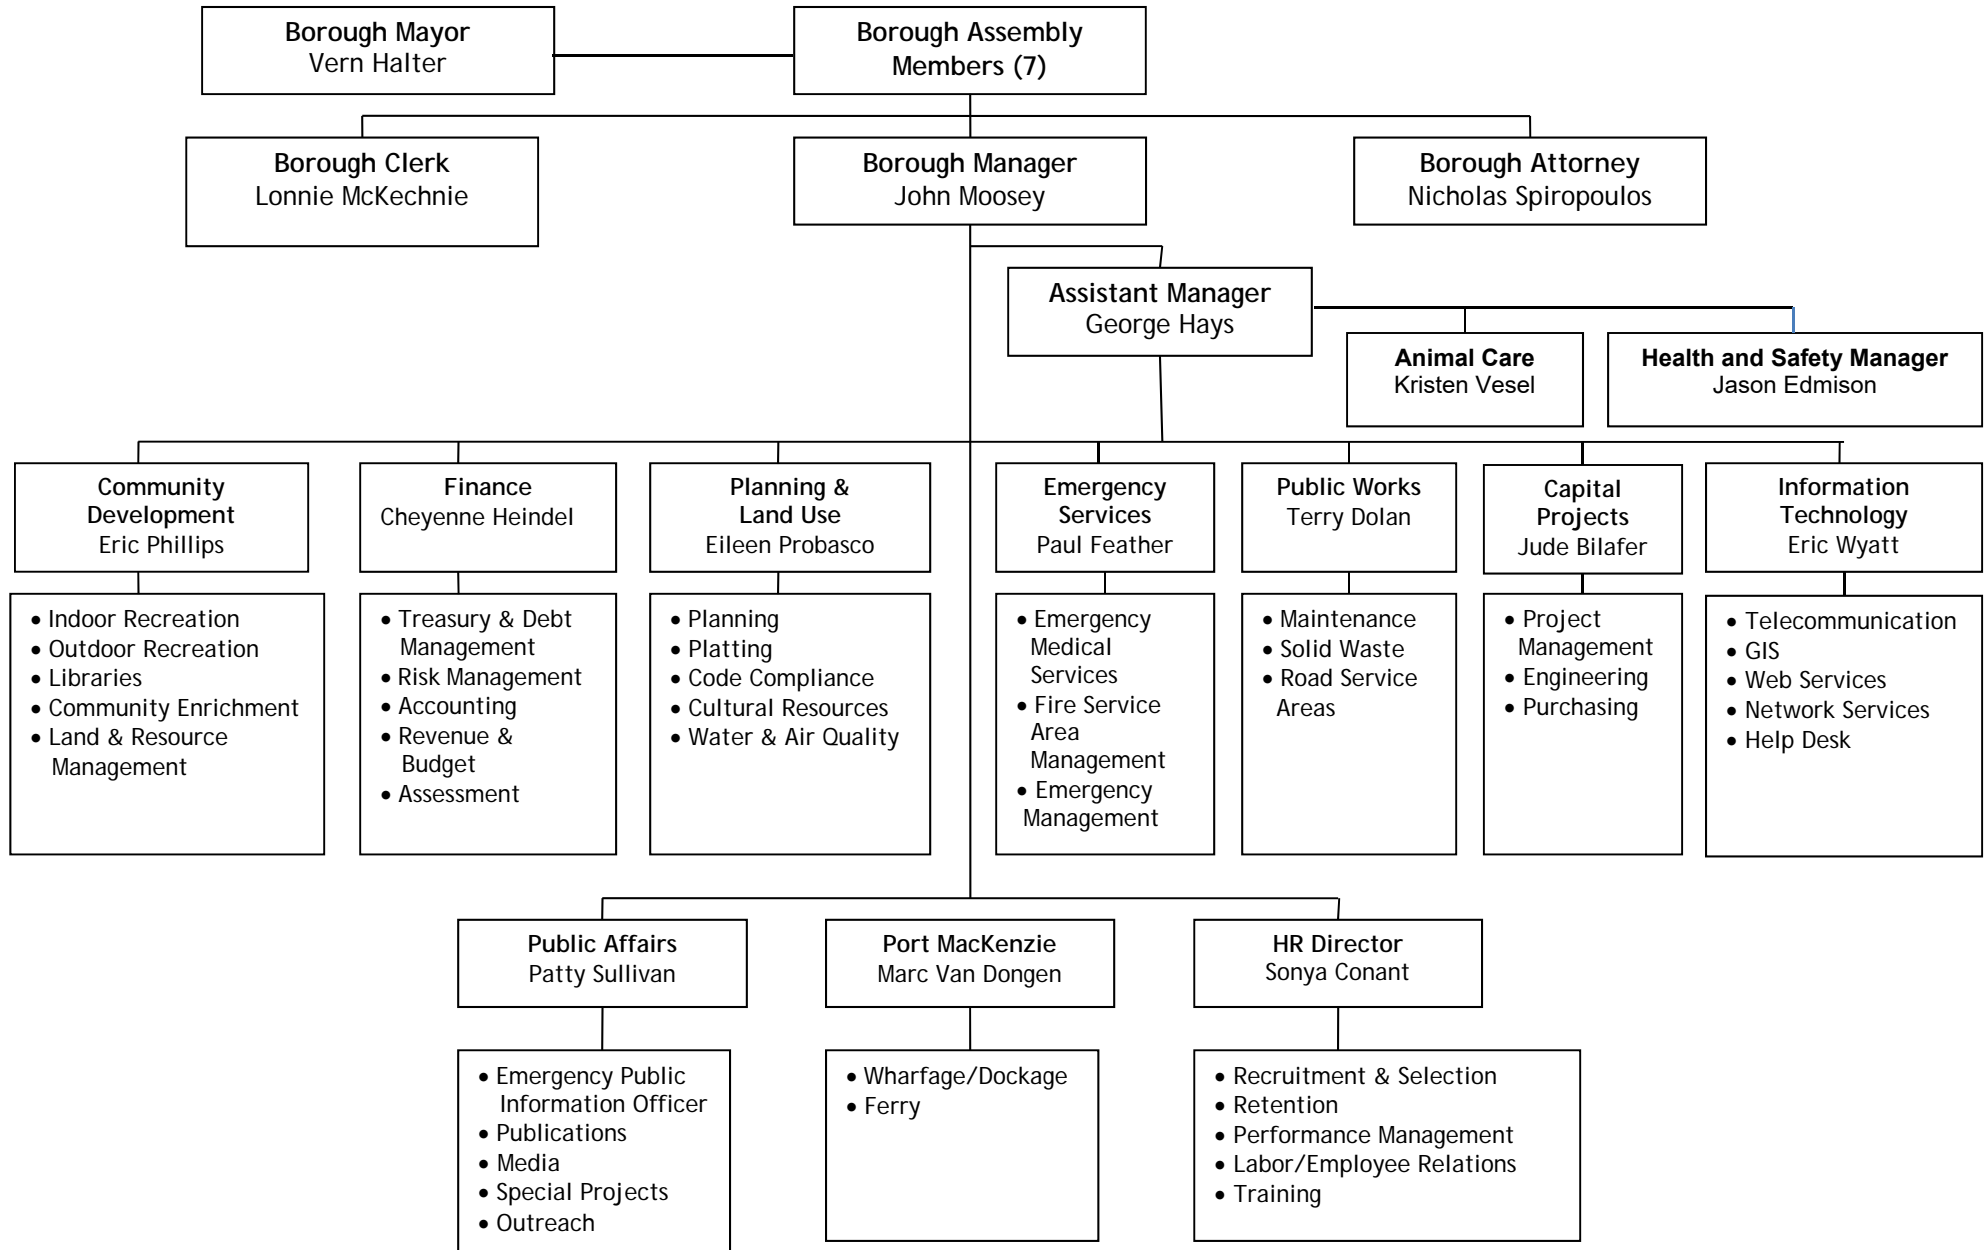 Borough Mayor
Vern Halter
Borough Assembly
Members (7)
Borough Clerk
Lonnie McKechnie
Borough Manager
John Moosey
Borough Attorney
Nicholas Spiropoulos
Assistant Manager
George Hays
Animal Care
Kristen Vesel
Health and Safety Manager
Jason Edmison
Community
Development
Eric Phillips
Finance
Cheyenne Heindel
Planning &
Land Use
Eileen Probasco
Emergency
Services
Paul Feather
Public Works
Terry Dolan
Capital
Projects
Jude Bilafer
Information
Technology
Eric Wyatt
• Indoor Recreation
• Outdoor Recreation
• Libraries
• Community Enrichment
• Land & Resource
Management
• Treasury & Debt
Management
• Risk Management
• Accounting
• Revenue &
Budget
• Assessment
• Planning
• Platting
• Code Compliance
• Cultural Resources
• Water & Air Quality
• Emergency
Medical
Services
• Fire Service
Area
Management
• Emergency
Management
• Maintenance
• Solid Waste
• Road Service
Areas
• Project
Management
• Engineering
• Purchasing
• Telecommunication
• GIS
• Web Services
• Network Services
• Help Desk
Public Affairs
Patty Sullivan
Port MacKenzie
Marc Van Dongen
HR Director
Sonya Conant
• Emergency Public
Information Officer
• Publications
• Media
• Special Projects
• Outreach
• Wharfage/Dockage
• Ferry
• Recruitment & Selection
• Retention
• Performance Management
• Labor/Employee Relations
• Training